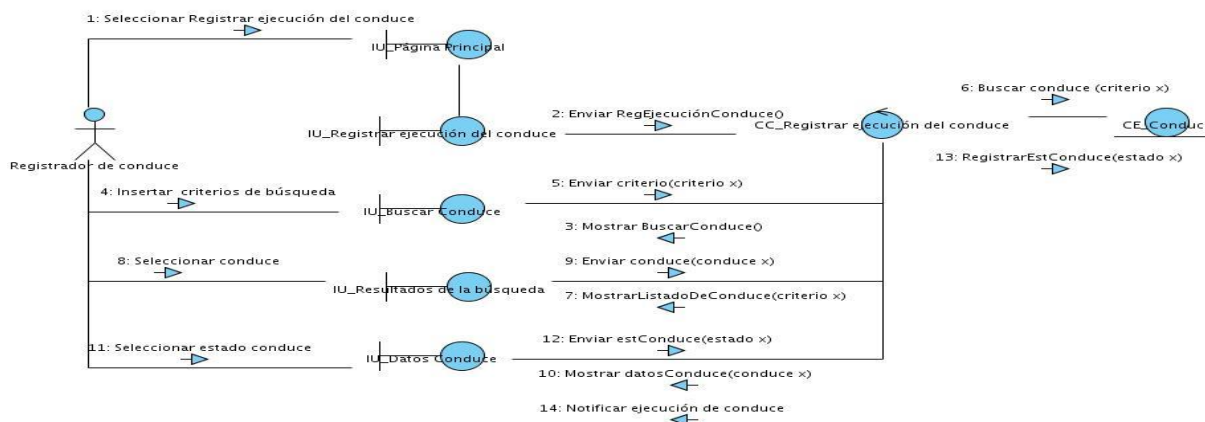 1: Seleccionar Registrar ejecución del conduce
IU_Página Principal
6: Buscar conduce (criterio x)
2: Enviar RegEjecuciónConduce()
IU_Registrar ejecución del conduce
CC_Registrar ejecución del conduce
CE_Conduce
Registrador de conduce
13: RegistrarEstConduce(estado x)
4: Insertar criterios de búsqueda
5: Enviar criterio(criterio x)
IU_Buscar Conduce
3: Mostrar BuscarConduce()
8: Seleccionar conduce
9: Enviar conduce(conduce x)
IU_Resultados de la búsqueda
7: MostrarListadoDeConduce(criterio x)
11: Seleccionar estado conduce
12: Enviar estConduce(estado x)
IU_Datos Conduce
10: Mostrar datosConduce(conduce x)
14: Notificar ejecución de conduce